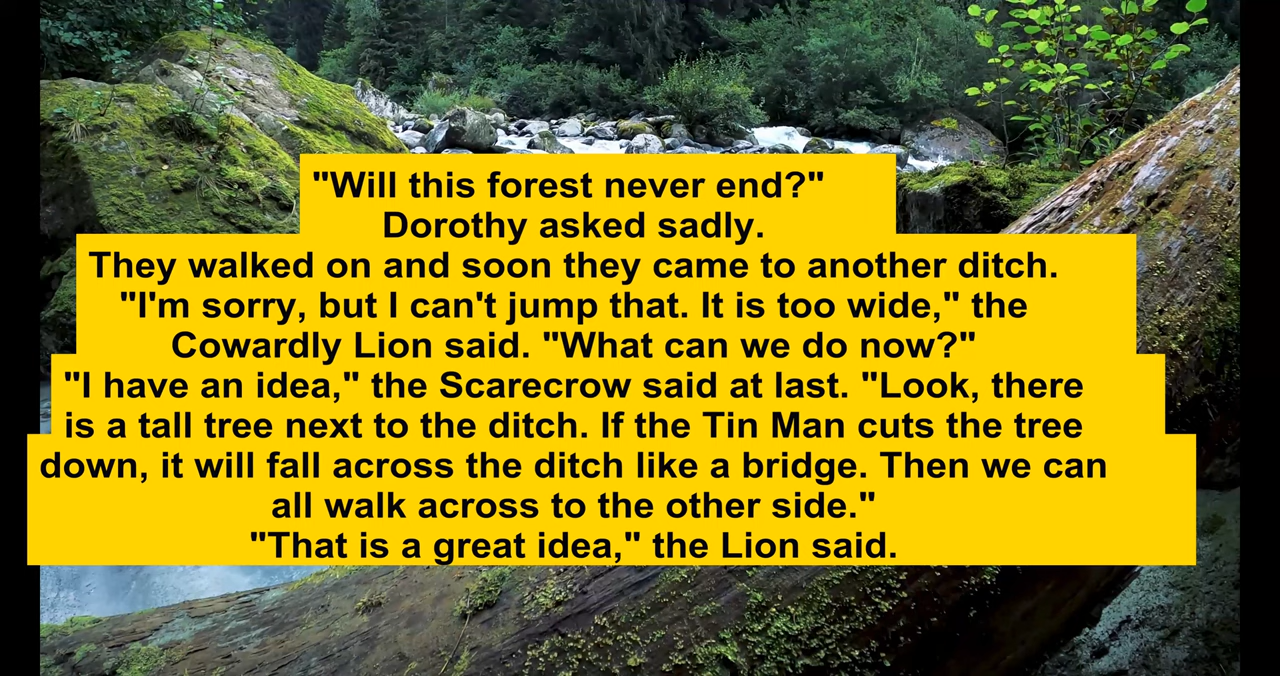 "Will this forest never end?"
Dorothy asked sadly.
They walked on and soon they came to another ditch.
"I'm sorry, but I can't jump that. It is too wide," the
Cowardly Lion said. "What can we do now?"
"I have an idea," the Scarecrow said at last. "Look, there
is a tall tree next to the ditch. If the Tin Man cuts the tree
down, it will fall across the ditch like a bridge. Then we can
all walk across to the other side."
"That is a great idea," the Lion said.